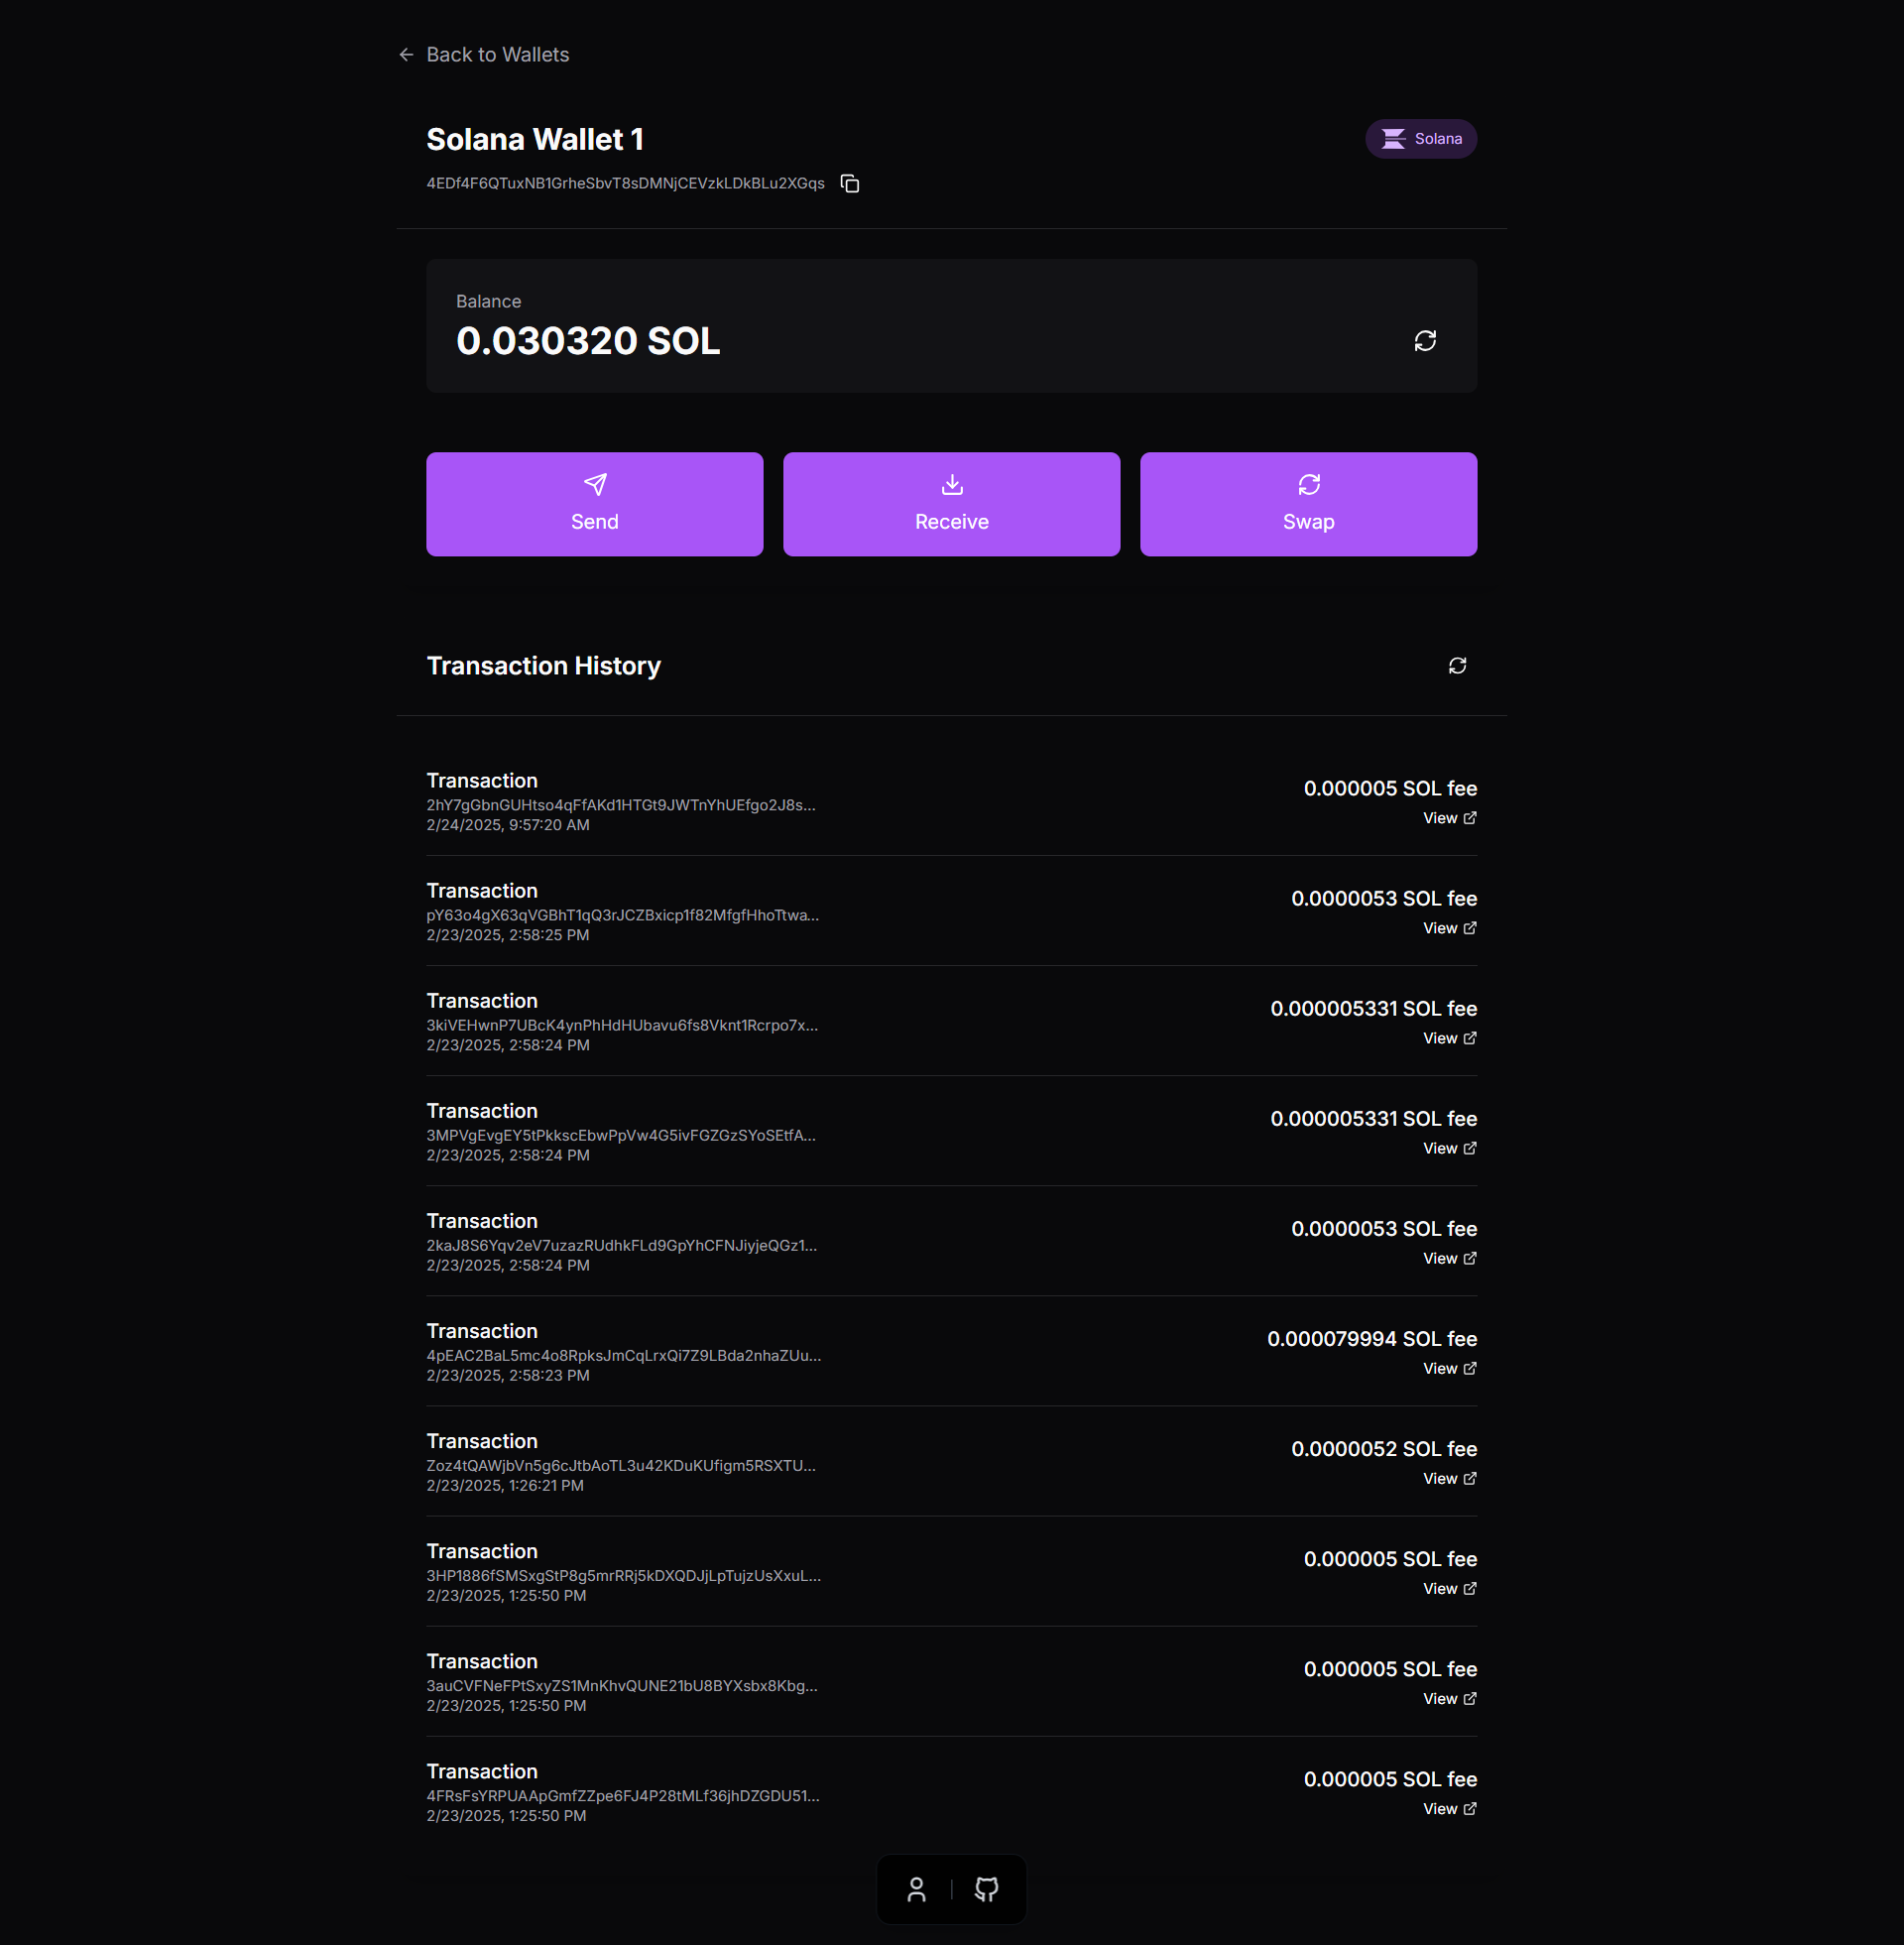 Back to Wallets
Solana Wallet 1
Solana
4EDf4F6QTuxNB1GrheSbvT8sDMNjCEVzkLDkBLu2XGqs
Balance
0.030320 SOL
Send
Receive
Swap
Transaction History
Transaction
2hY7gGbnGUHtso4qFfAKd1HTGt9JWTnYhUEfgo2J8s...
2/24/2025, 9:57:20 AM
0.000005 SOL fee
View
Transaction
pY63o4gX63qVGBhT1qQ3rJCZBxicp1f82MfgfHhoTtwa...
2/23/2025, 2:58:25 PM
0.0000053 SOL fee
View
Transaction
3kiVEHwnP7UBcK4ynPhHdHUbavu6fs8Vknt1Rcrpo7x...
2/23/2025, 2:58:24 PM
0.000005331 SOL fee
View
Transaction
3MPVgEvgEY5tPkkscEbwPpVw4G5ivFGZGzSYoSEtfA...
2/23/2025, 2:58:24 PM
0.000005331 SOL fee
View
Transaction
2kaJ8S6Yqv2eV7uzazRUdhkFLd9GpYhCFNJiyjeQGz1...
2/23/2025, 2:58:24 PM
0.0000053 SOL fee
View
Transaction
4pEAC2BaL5mc4o8RpksJmCqLrxQi7Z9LBda2nhaZUu...
2/23/2025, 2:58:23 PM
0.000079994 SOL fee
View
Transaction
Zoz4tQAWjbVn5g6cJtbAoTL3u42KDuKUfigm5RSXTU...
2/23/2025, 1:26:21 PM
0.0000052 SOL fee
View
Transaction
3HP1886fSMSxgStP8g5mrRRj5kDXQDJjLpTujzUsXxuL...
2/23/2025, 1:25:50 PM
0.000005 SOL fee
View
Transaction
3auCVFNeFPtSxyZS1MnKhvQUNE21bU8BYXsbx8Kbg...
2/23/2025, 1:25:50 PM
0.000005 SOL fee
View
Transaction
4FRsFsYRPUAApGmfZZpe6FJ4P28tMLf36jhDZGDU51...
2/23/2025, 1:25:50 PM
0.000005 SOL fee
View